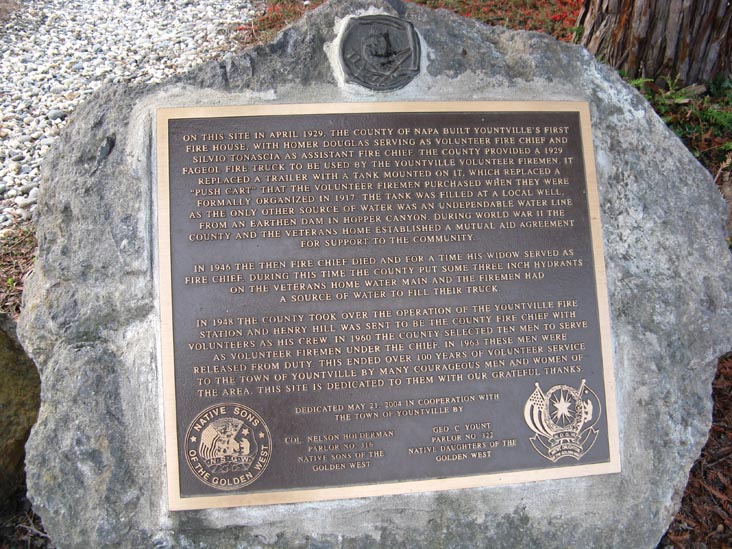 ON THIS SITE IN APRIL 1929, THE COUNTY OF NAPA BUILT YOUNTVILLE'S FIRST
FIRE HOUSE, WITH HOMER DOUGLAS SERVING AS VOLUNTEER FIRE CHIEF AND
SILVIO TONASCIA AS ASSISTANT FIRE CHIEF. THE COUNTY PROVIDED A 1929
FAGEOL FIRE TRUCK TO BE USED BY THE YOUNTVILLE VOLUNTEER FIREMEN. IT
REPLACED A TRAILER WITH A TANK MOUNTED ON IT, WHICH REPLACED A
"PUSH CART" THAT THE VOLUNTEER FIREMEN PURCHASED WHEN THEY WERE
FORMALLY ORGANIZED IN 1917. THE TANK WAS FILLED AT A LOCAL WELL,
AS THE ONLY OTHER SOURCE OF WATER WAS AN UNDEPENDABLE WATER LINE
FROM AN EARTHEN DAM IN HOPPER CANYON. DURING WORLD WAR II THE
COUNTY AND THE VETERANS HOME ESTABLISHED A MUTUAL AID AGREEMENT
FOR SUPPORT TO THE COMMUNITY.
IN 1946 THE THEN FIRE CHIEF DIED AND FOR A TIME HIS WIDOW SERVED AS
FIRE CHIEF. DURING THIS TIME THE COUNTY PUT SOME THREE INCH HYDRANTS
ON THE VETERANS HOME WATER MAIN AND THE FIREMEN HAD
A SOURCE OF WATER TO FILL THEIR TRUCK.
IN 1948 THE COUNTY TOOK OVER THE OPERATION OF THE YOUNTVILLE FIRE
STATION AND HENRY HILL WAS SENT TO BE THE COUNTY FIRE CHIEF WITH
VOLUNTEERS AS HIS CREW. IN 1960 THE COUNTY SELECTED TEN MEN TO SERVE
AS VOLUNTEER FIREMEN UNDER THE CHIEF. IN 1963 THESE MEN WERE
RELEASED FROM DUTY. THIS ENDED OVER 100 YEARS OF VOLUNTEER SERVICE
TO THE TOWN OF YOUNTVILLE BY MANY COURAGEOUS MEN AND WOMEN OF
THE AREA. THIS SITE IS DEDICATED TO THEM WITH OUR GRATEFUL THANKS.
DEDICATED MAY 21, 2004 IN COOPERATION WITH
THE TOWN OF YOUNTVILLE BY
COL. NELSON HOLDERMAN
PARLOR NO. 316
NATIVE SONS OF THE
GOLDEN WEST
GEO C. YOUNT
PARLOR NO. 322
NATIVE DAUGHTERS OF THE
GOLDEN WEST
NATIVE SONS
N.S.G.W.
OF THE GOLDEN WEST